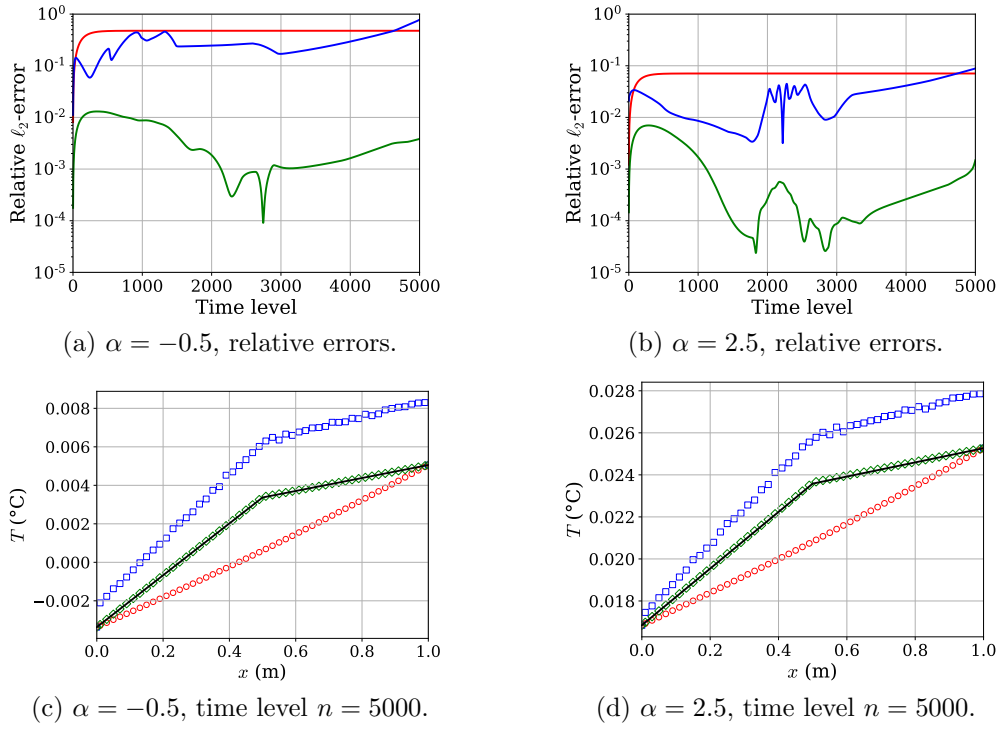 10⁰
10⁻¹
10⁻²
10⁻³
10⁻⁴
10⁻⁵
Relative ℓ₂-error
0 1000 2000 3000 4000 5000
Time level
(a) α = −0.5, relative errors.
10⁰
10⁻¹
10⁻²
10⁻³
10⁻⁴
10⁻⁵
Relative ℓ₂-error
0 1000 2000 3000 4000 5000
Time level
(b) α = 2.5, relative errors.
0.008
0.006
0.004
0.002
0.000
−0.002
T (°C)
0.0 0.2 0.4 0.6 0.8 1.0
x (m)
(c) α = −0.5, time level n = 5000.
0.028
0.026
0.024
0.022
0.020
0.018
T (°C)
0.0 0.2 0.4 0.6 0.8 1.0
x (m)
(d) α = 2.5, time level n = 5000.